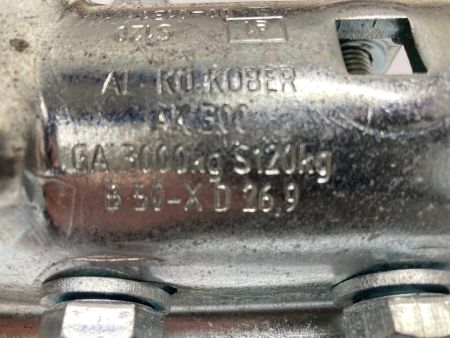 AL-KO KOBER
AK 300
GA 3000kg S120kg
B 50-X D 26,9